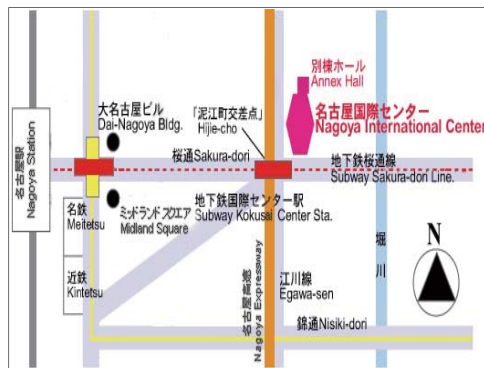 別棟ホール
Annex Hall
大名古屋ビル
Dai-Nagoya Bldg.
「泥江町交差点」
Hijie-cho
名古屋国際センター
Nagoya International Center
名古屋駅
Nagoya Station
桜通Sakura-dori
地下鉄桜通線
Subway Sakura-dori Line.
名鉄
Meitetsu
ミッドランドスクエア
Midland Square
地下鉄国際センター駅
Subway Kokusai Center Sta.
堀川
N
近鉄
Kintetsu
名古屋高速
Nagoya Expressway
江川線
Egawa-sen
錦通Nisiki-dori